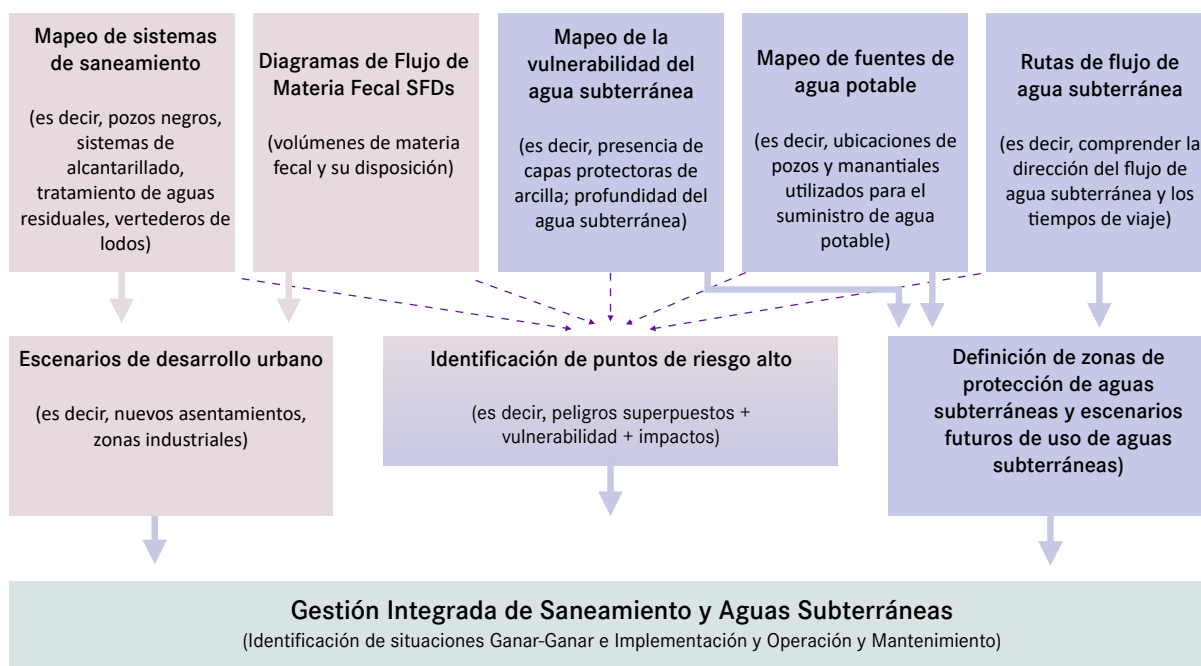 Mapeo de sistemas
de saneamiento
(es decir, pozos negros,
sistemas de
alcantarillado,
tratamiento de aguas
residuales, vertederos de
lodos)
Diagramas de Flujo de
Materia Fecal SFDs
(volúmenes de materia
fecal y su disposición)
Mapeo de la
vulnerabilidad del
agua subterránea
(es decir, presencia de
capas protectoras de
arcilla; profundidad del
agua subterránea)
Mapeo de fuentes de
agua potable
(es decir, ubicaciones de
pozos y manantiales
utilizados para el
suministro de agua
potable)
Rutas de flujo de
agua subterránea
(es decir, comprender la
dirección del flujo de
agua subterránea y los
tiempos de viaje)
Escenarios de desarrollo urbano
(es decir, nuevos asentamientos,
zonas industriales)
Identificación de puntos de riesgo alto
(es decir, peligros superpuestos +
vulnerabilidad + impactos)
Definición de zonas de
protección de aguas
subterráneas y escenarios
futuros de uso de aguas
subterráneas)
Gestión Integrada de Saneamiento y Aguas Subterráneas
(Identificación de situaciones Ganar-Ganar e Implementación y Operación y Mantenimiento)